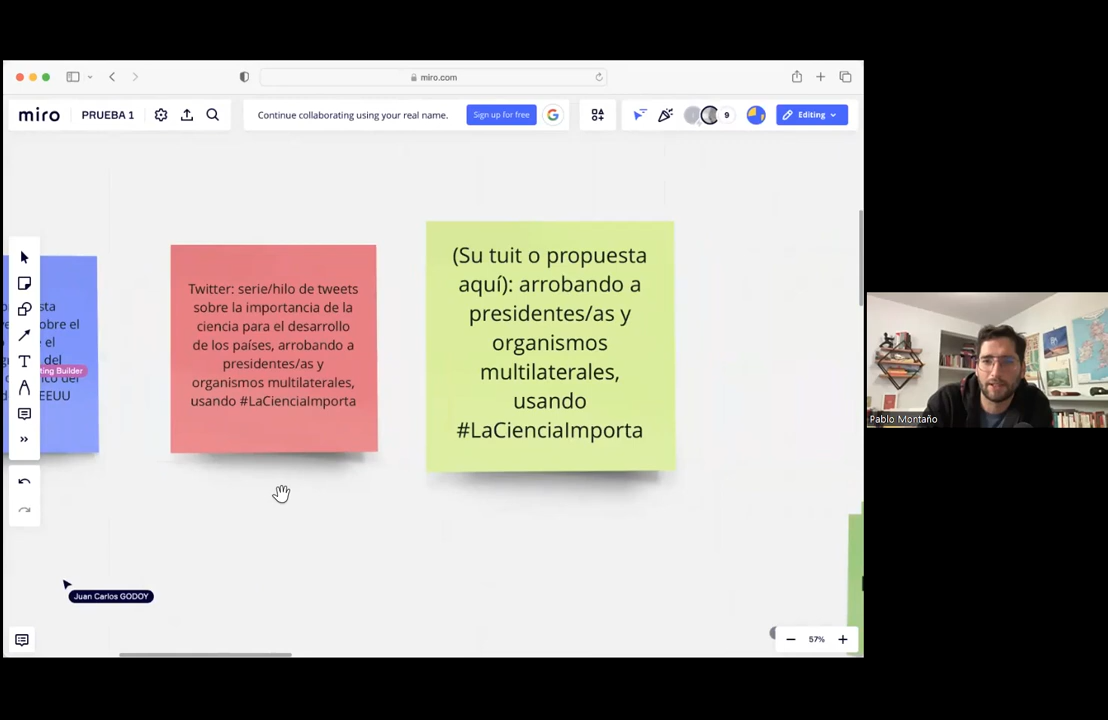 miro.com
miro
PRUEBA 1
Continue collaborating using your real name.
Sign up for free
9
Editing
Twitter: serie/hilo de tweets
sobre la importancia de la
ciencia para el desarrollo
de los países, arrobando a
presidentes/as y
organismos multilaterales,
usando #LaCienciaImporta
(Su tuit o propuesta
aquí): arrobando a
presidentes/as y
organismos
multilaterales,
usando
#LaCienciaImporta
el
el
del
Builder
del
EEUU
Juan Carlos GODOY
57%
Pablo Montaño